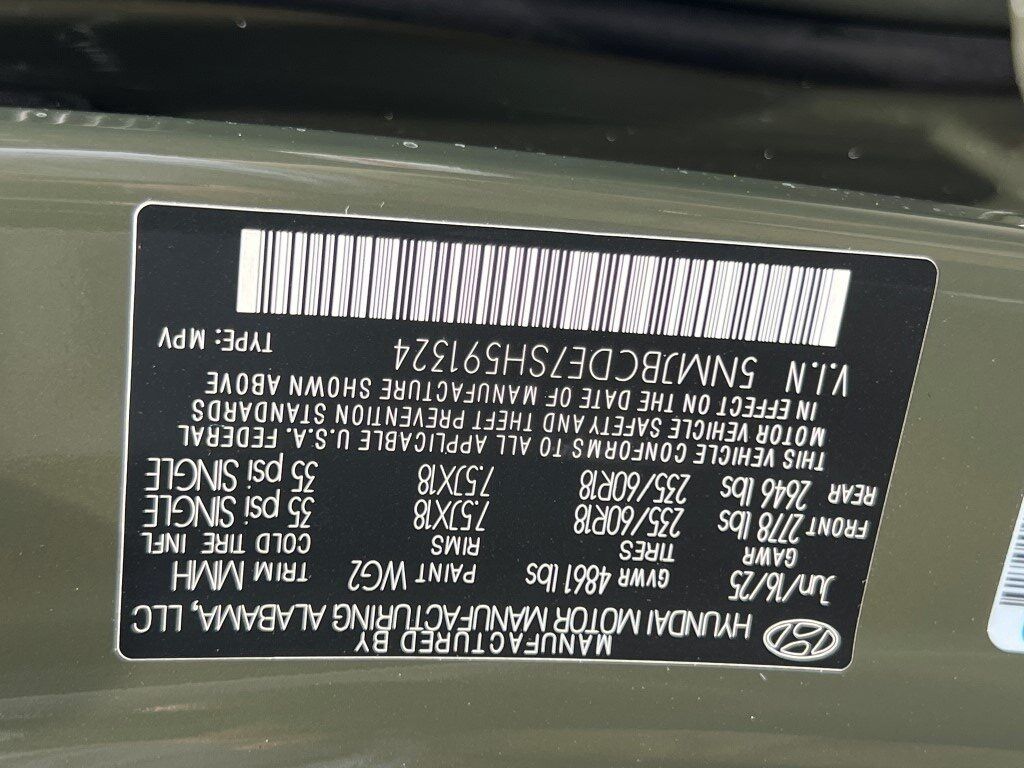 MANUFACTURED BY
HYUNDAI MOTOR MANUFACTURING ALABAMA, LLC
Jun/16/25 GVWR 4861 lbs PAINT WG2 TRIM MMH
GAWR TIRES RIMS COLD TIRE INFL
FRONT 2778 lbs 235/60R18 7.5JX18 35 psi SINGLE
REAR 2646 lbs 235/60R18 7.5JX18 35 psi SINGLE
THIS VEHICLE CONFORMS TO ALL APPLICABLE U.S.A. FEDERAL
MOTOR VEHICLE SAFETY AND THEFT PREVENTION STANDARDS
IN EFFECT ON THE DATE OF MANUFACTURE SHOWN ABOVE
V.I.N 5NMJBCDE7SH591324 TYPE: MPV